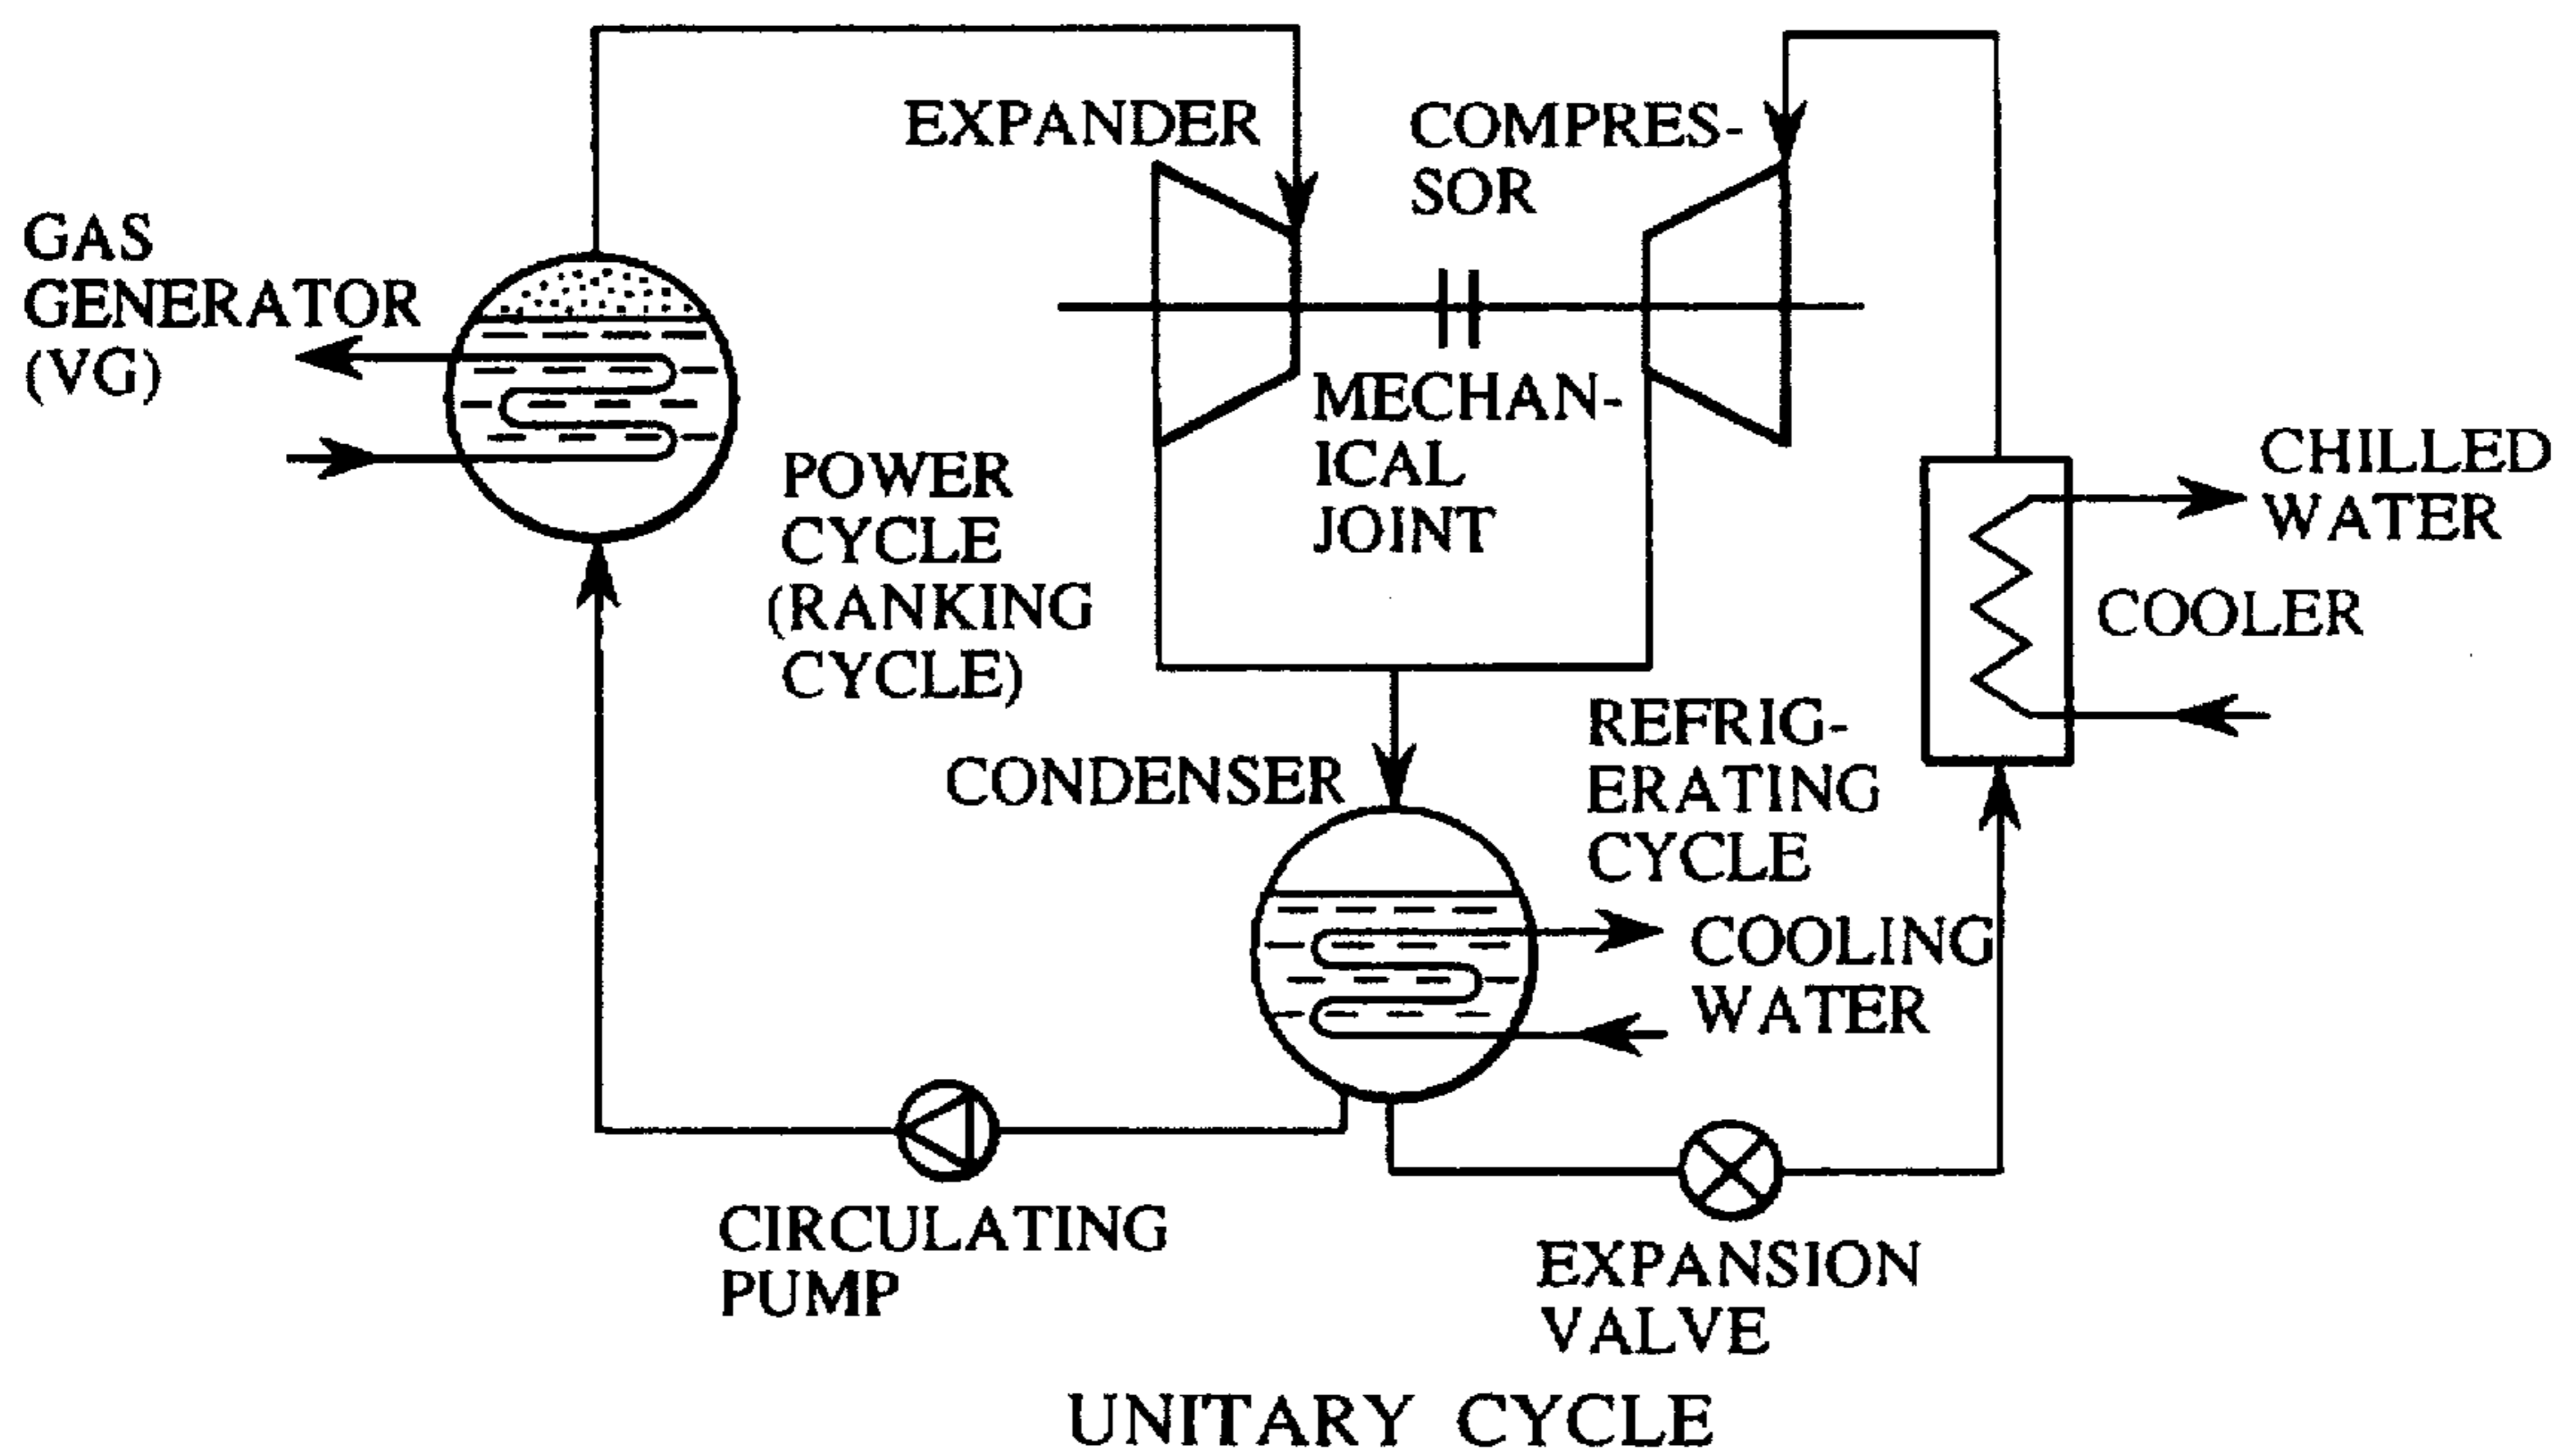 EXPANDER
COMPRES-
SOR
GAS
GENERATOR
(VG)
MECHAN-
ICAL
JOINT
POWER
CYCLE
(RANKING
CYCLE)
CHILLED
WATER
COOLER
CONDENSER
REFRIG-
ERATING
CYCLE
COOLING
WATER
CIRCULATING
PUMP
EXPANSION
VALVE
UNITARY CYCLE